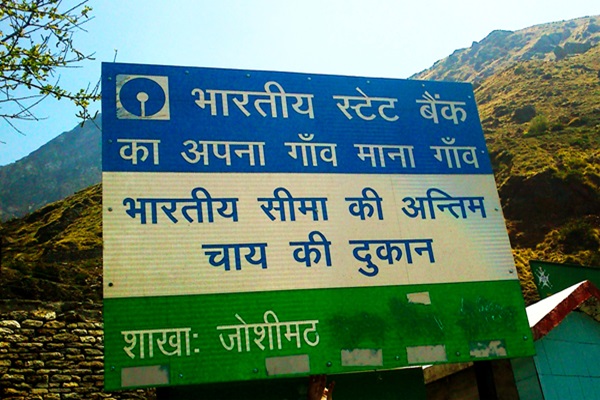 भारतीय स्टेट बैंक
का अपना गाँव माना गाँव
भारतीय सीमा की अन्तिम
चाय की दुकान
शाखा: जोशीमठ